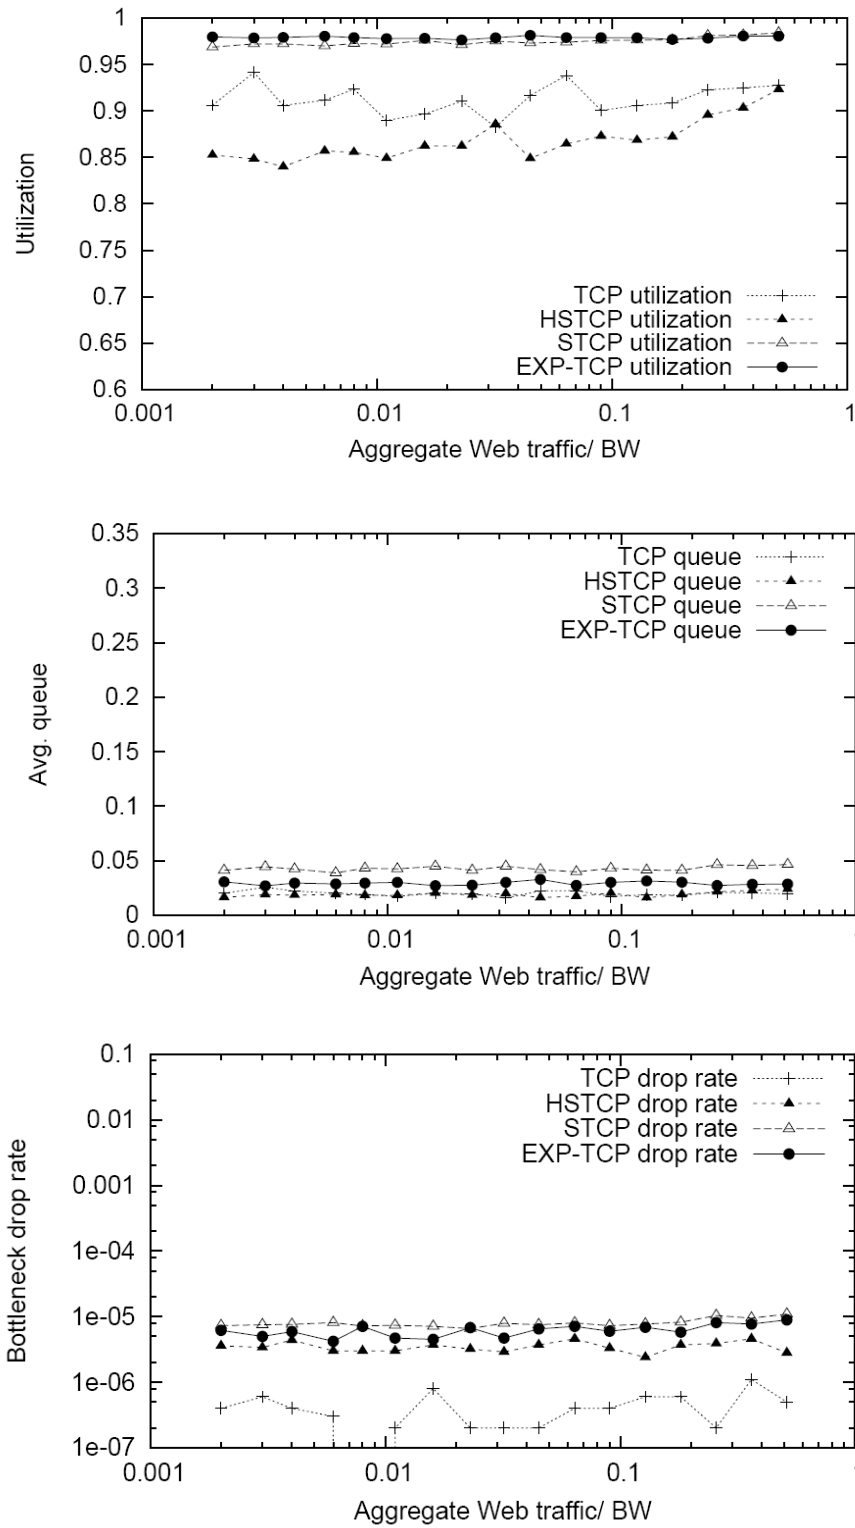 1
0.95
0.9
0.85
0.8
0.75
0.7
0.65
0.6
Utilization
TCP utilization
HSTCP utilization
STCP utilization
EXP-TCP utilization
0.001 0.01 0.1 1
Aggregate Web traffic/ BW
0.35
0.3
0.25
0.2
0.15
0.1
0.05
0
Avg. queue
TCP queue
HSTCP queue
STCP queue
EXP-TCP queue
0.001 0.01 0.1
Aggregate Web traffic/ BW
0.1
0.01
0.001
1e-04
1e-05
1e-06
1e-07
Bottleneck drop rate
TCP drop rate
HSTCP drop rate
STCP drop rate
EXP-TCP drop rate
0.001 0.01 0.1
Aggregate Web traffic/ BW